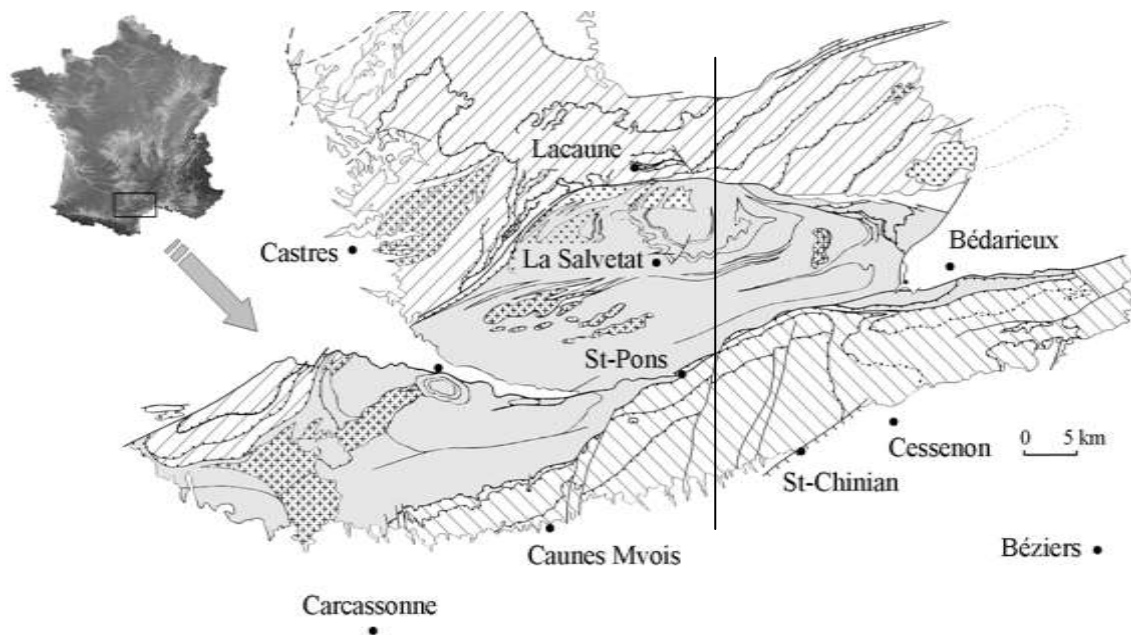 Lacaune
Castres
La Salvetat
Bédarieux
St-Pons
Cessenon
0 5 km
St-Chinian
Caunes Mvois
Béziers
Carcassonne